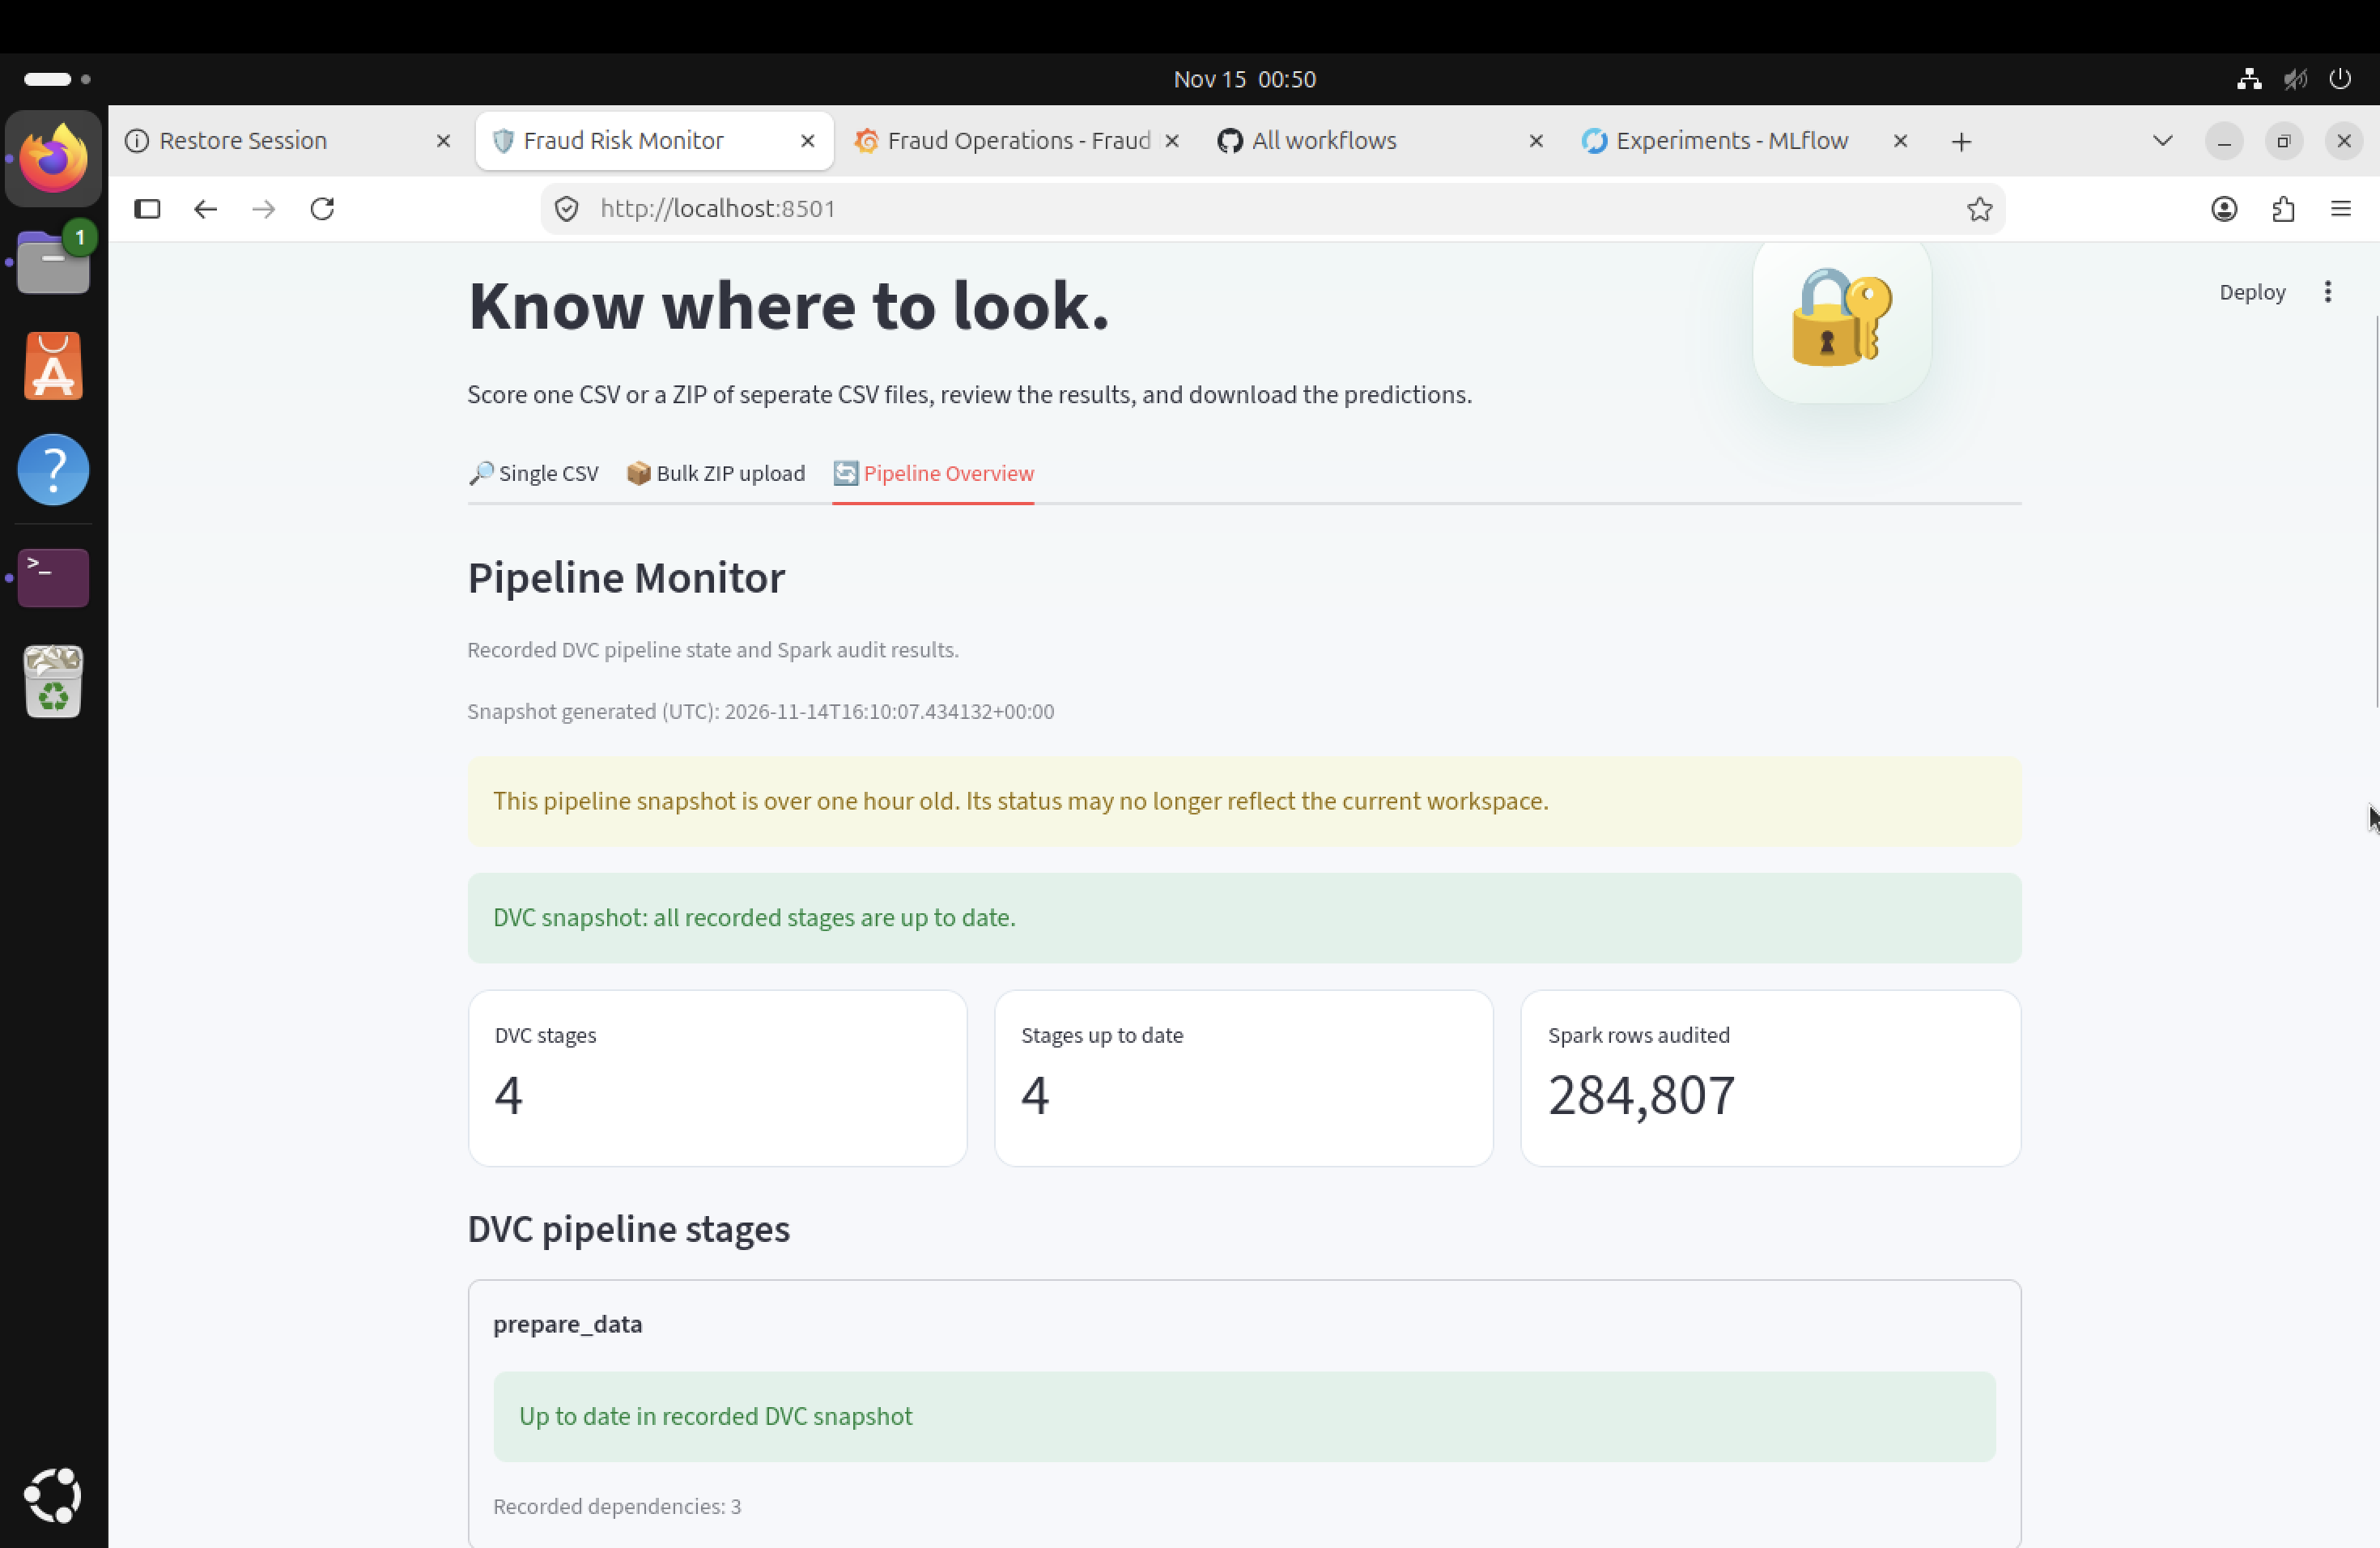 Nov 15 00:50
Restore Session
Fraud Risk Monitor
Fraud Operations - Fraud
All workflows
Experiments - MLflow
1
http://localhost:8501
Deploy
Know where to look.
Score one CSV or a ZIP of seperate CSV files, review the results, and download the predictions.
Single CSV
Bulk ZIP upload
Pipeline Overview
Pipeline Monitor
Recorded DVC pipeline state and Spark audit results.
Snapshot generated (UTC): 2026-11-14T16:10:07.434132+00:00
This pipeline snapshot is over one hour old. Its status may no longer reflect the current workspace.
DVC snapshot: all recorded stages are up to date.
DVC stages
4
Stages up to date
4
Spark rows audited
284,807
DVC pipeline stages
prepare_data
Up to date in recorded DVC snapshot
Recorded dependencies: 3